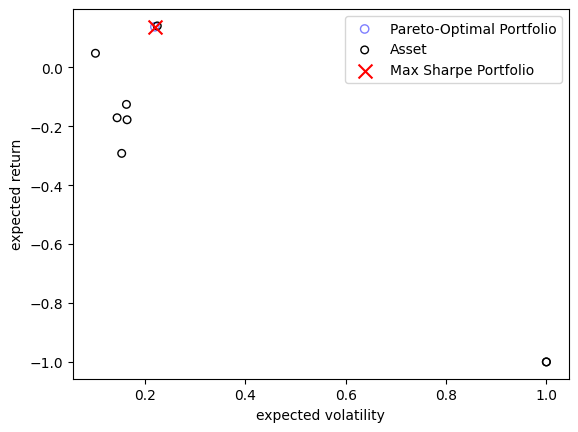 Pareto-Optimal Portfolio
Asset
Max Sharpe Portfolio
expected return
0.0
−0.2
−0.4
−0.6
−0.8
−1.0
0.2
0.4
0.6
0.8
1.0
expected volatility